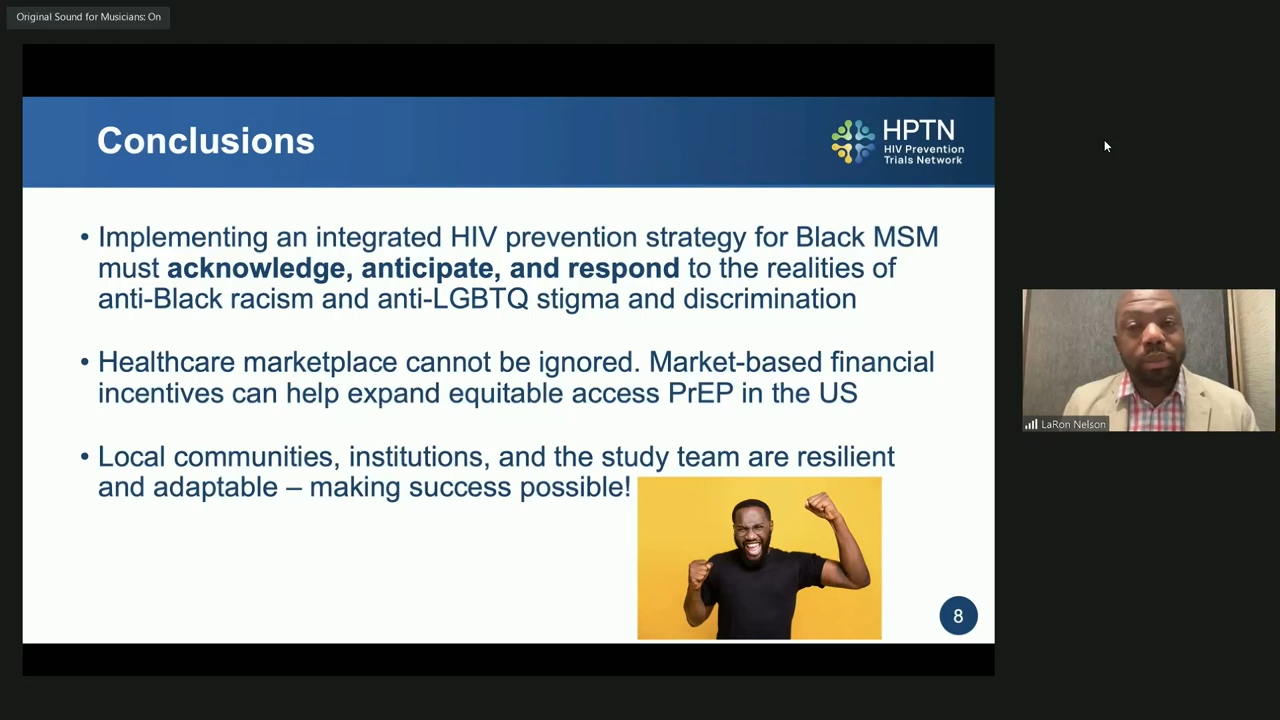 Original Sound for Musicians: On
Conclusions
HPTN
HIV Prevention
Trials Network
• Implementing an integrated HIV prevention strategy for Black MSM
must acknowledge, anticipate, and respond to the realities of
anti-Black racism and anti-LGBTQ stigma and discrimination
• Healthcare marketplace cannot be ignored. Market-based financial
incentives can help expand equitable access PrEP in the US
• Local communities, institutions, and the study team are resilient
and adaptable – making success possible!
8
LaRon Nelson